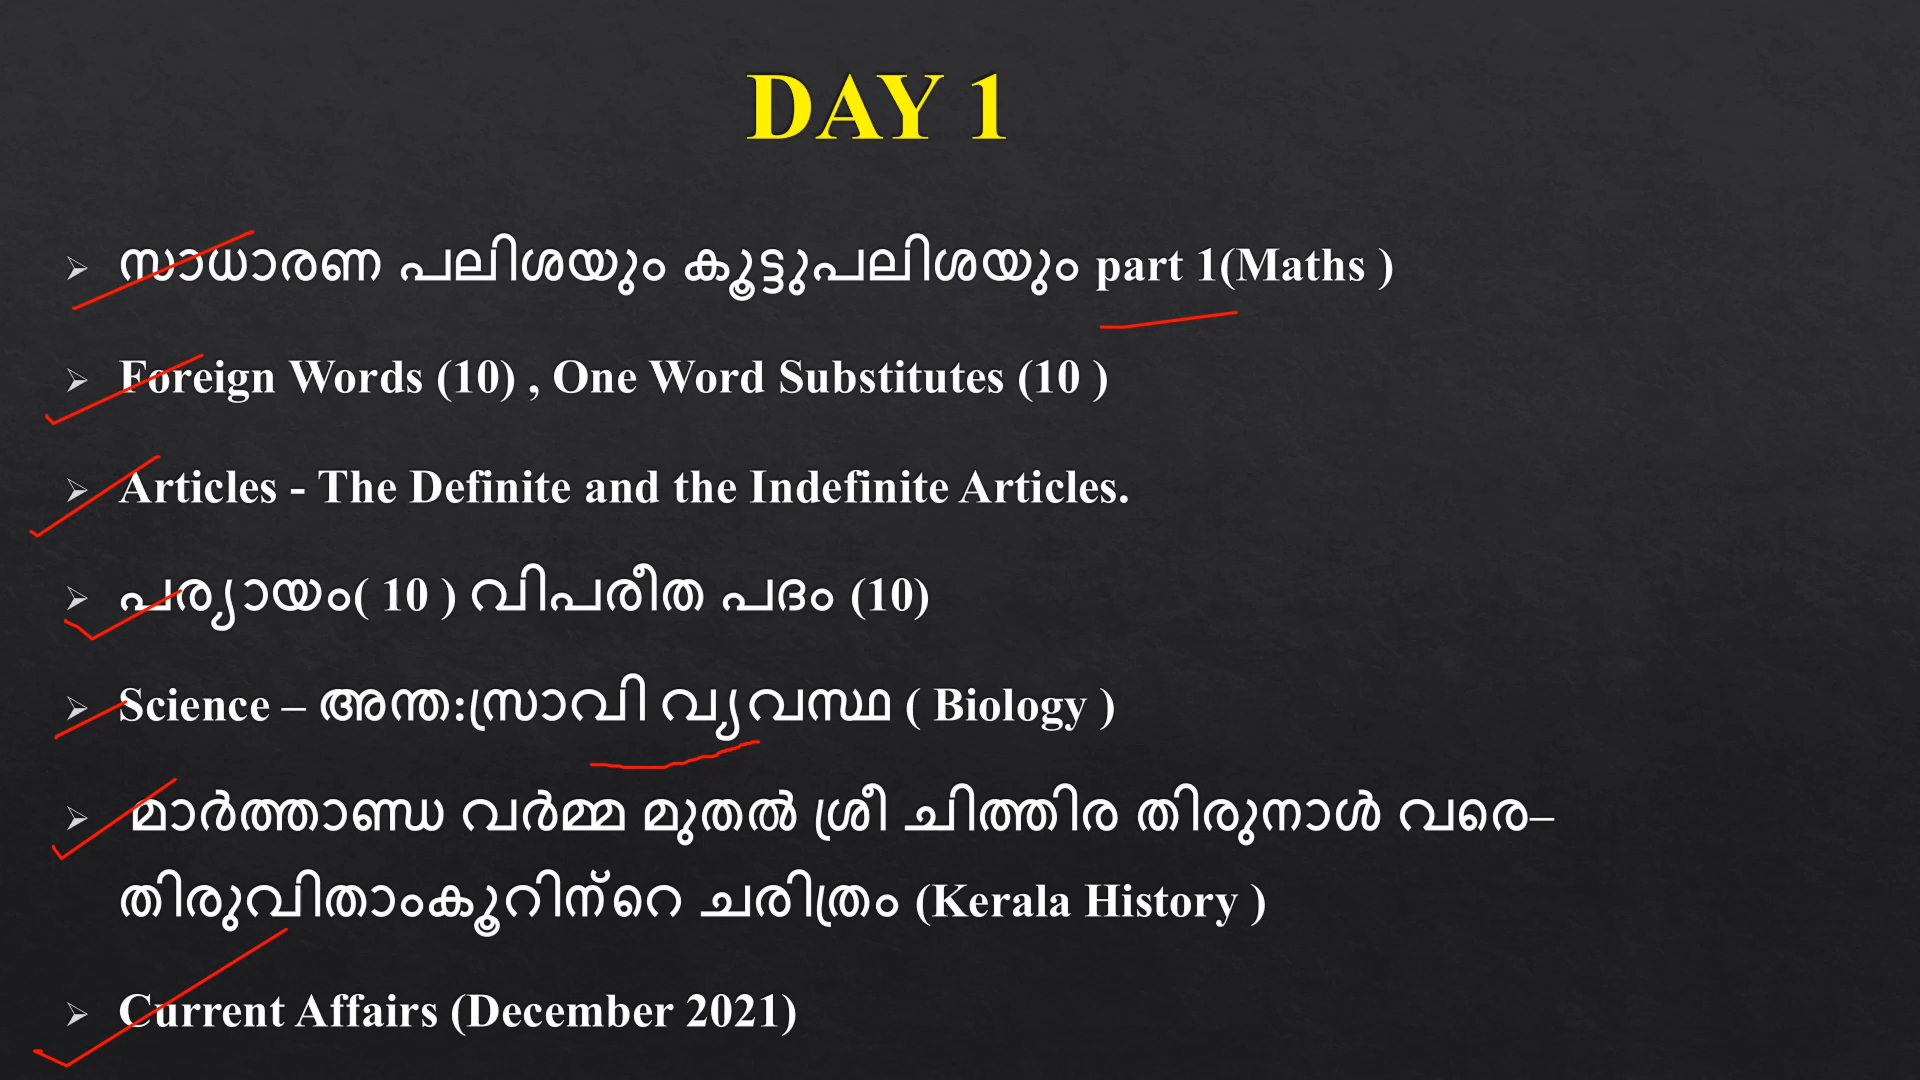 DAY 1
സാധാരണ പലിശയും കൂട്ടുപലിശയും part 1(Maths )
Foreign Words (10) , One Word Substitutes (10 )
Articles - The Definite and the Indefinite Articles.
പര്യായം( 10 ) വിപരീത പദം (10)
Science – അന്ത:സ്രാവി വ്യവസ്ഥ ( Biology )
മാർത്താണ്ഡ വർമ്മ മുതൽ ശ്രീ ചിത്തിര തിരുനാൾ വരെ–
തിരുവിതാംകൂറിന്റെ ചരിത്രം (Kerala History )
Current Affairs (December 2021)